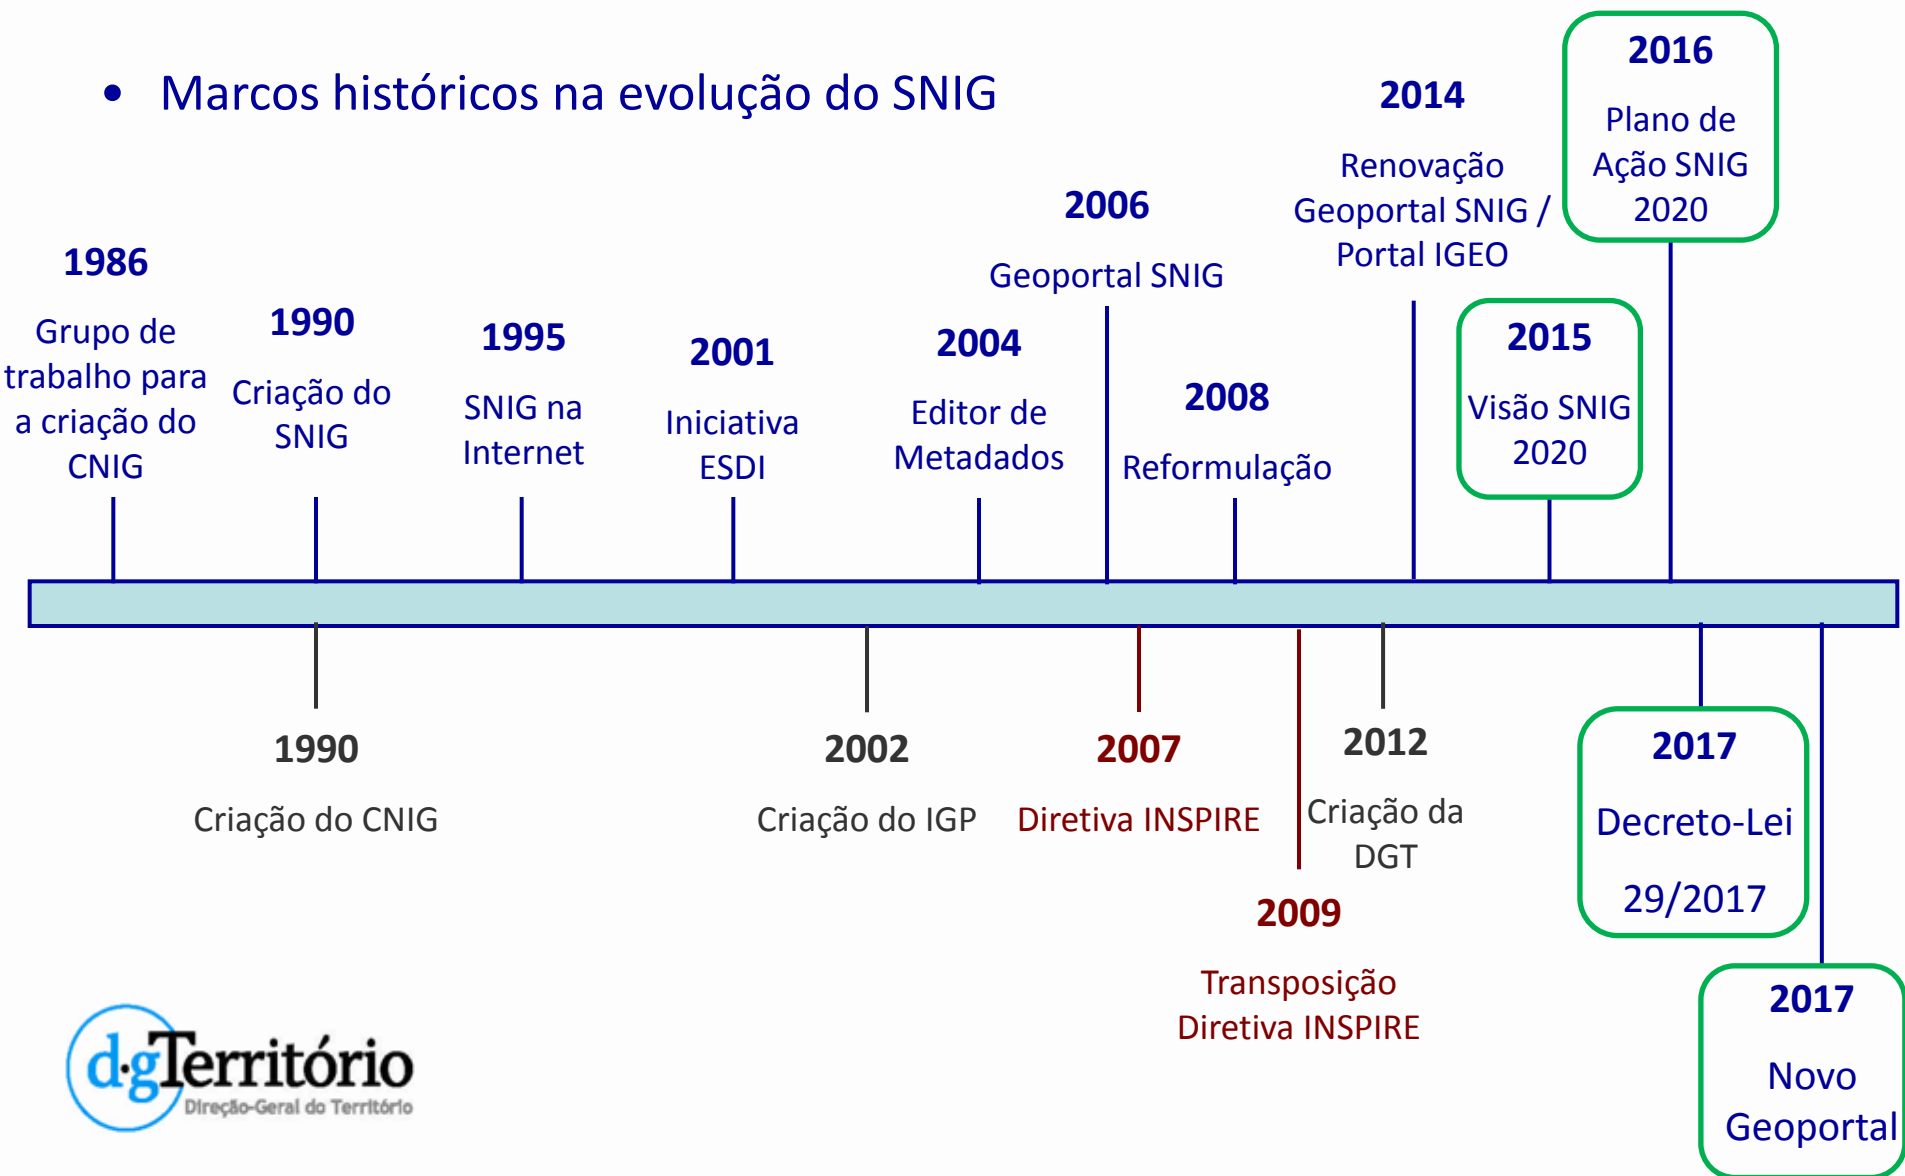 • Marcos históricos na evolução do SNIG
1986
Grupo de
trabalho para
a criação do
CNIG
1990
Criação do
SNIG
1995
SNIG na
Internet
2001
Iniciativa
ESDI
2004
Editor de
Metadados
2006
Geoportal SNIG
2008
Reformulação
2014
Renovação
Geoportal SNIG /
Portal IGEO
2015
Visão SNIG
2020
2016
Plano de
Ação SNIG
2020
1990
Criação do CNIG
2002
Criação do IGP
2007
Diretiva INSPIRE
2009
Transposição
Diretiva INSPIRE
2012
Criação da
DGT
2017
Decreto-Lei
29/2017
2017
Novo
Geoportal
d·gTerritório
Direção-Geral do Território